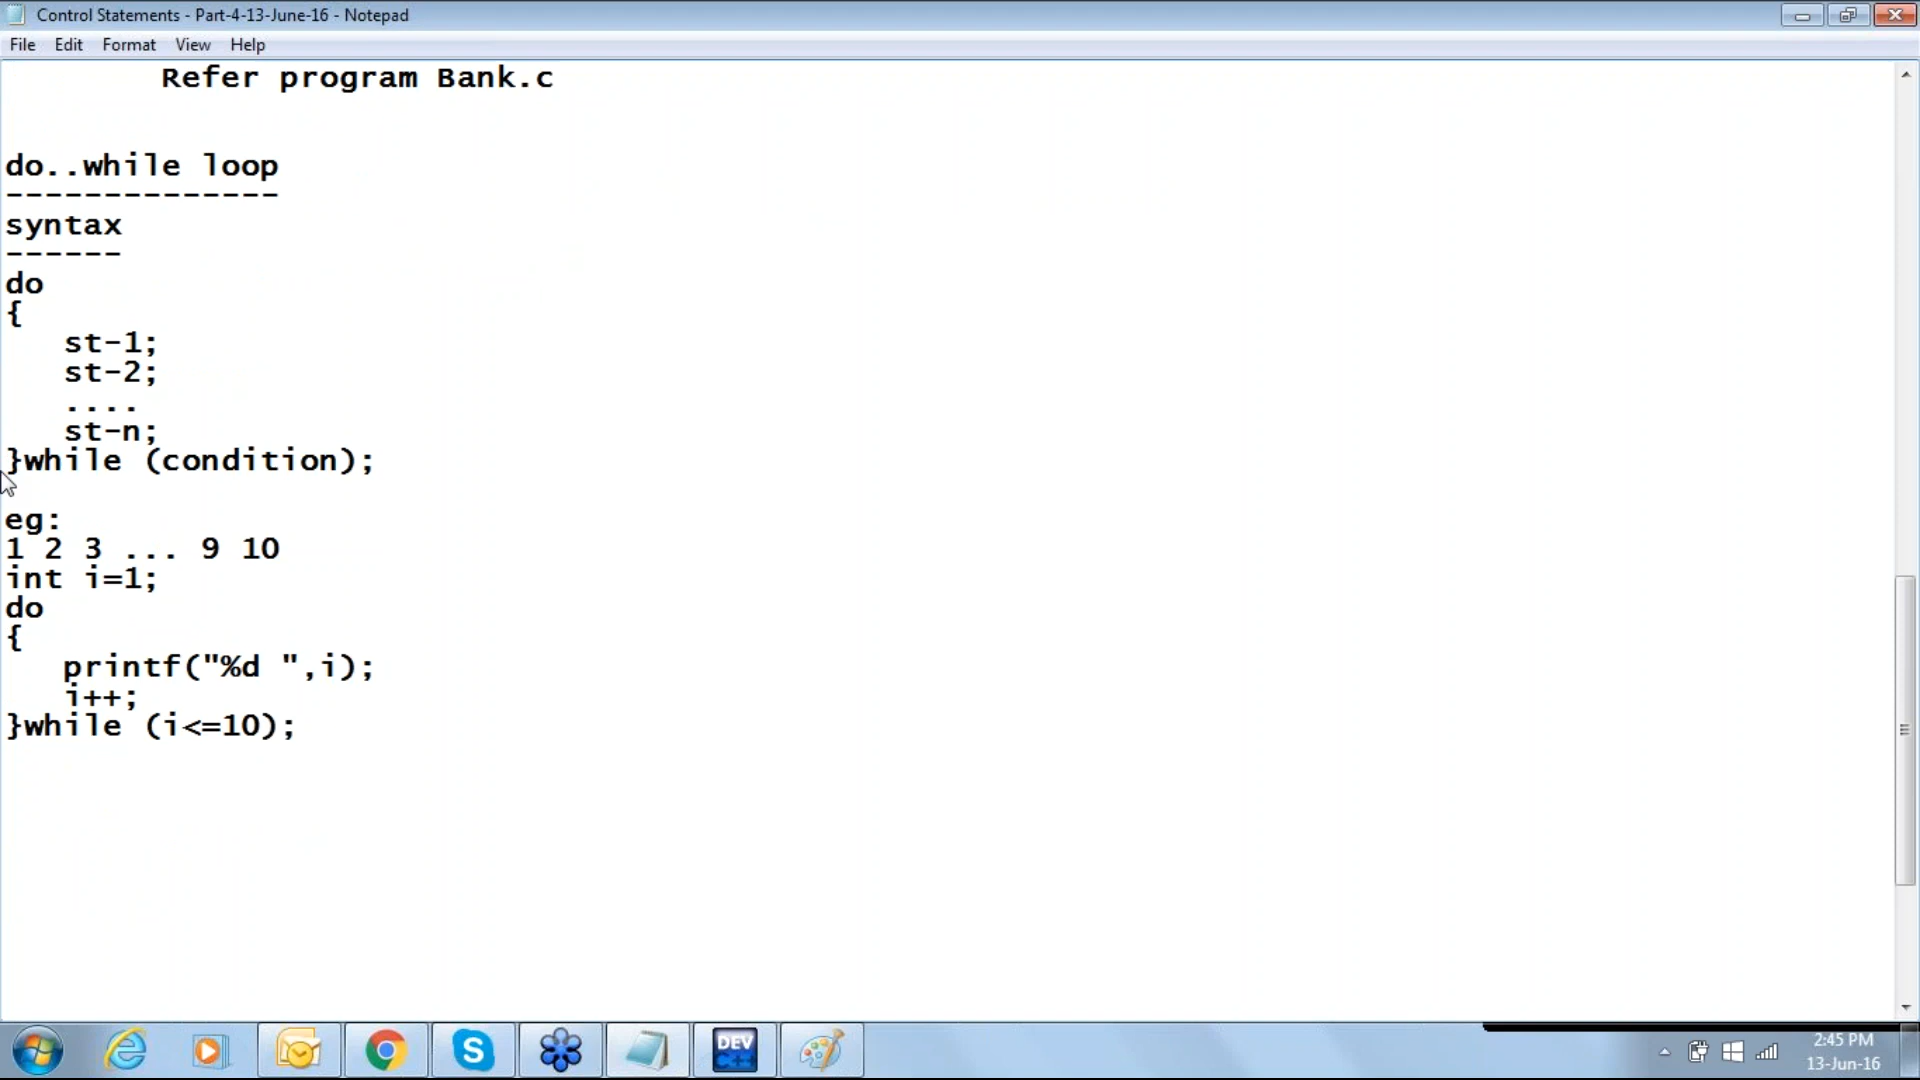 Control Statements - Part-4-13-June-16 - Notepad
File Edit Format View Help
Refer program Bank.c
do..while loop
--------------
syntax
------
do
{
st-1;
st-2;
....
st-n;
}while (condition);
eg:
1 2 3 ... 9 10
int i=1;
do
{
printf("%d ",i);
i++;
}while (i<=10);
DEV
C++
2:45 PM
13-Jun-16